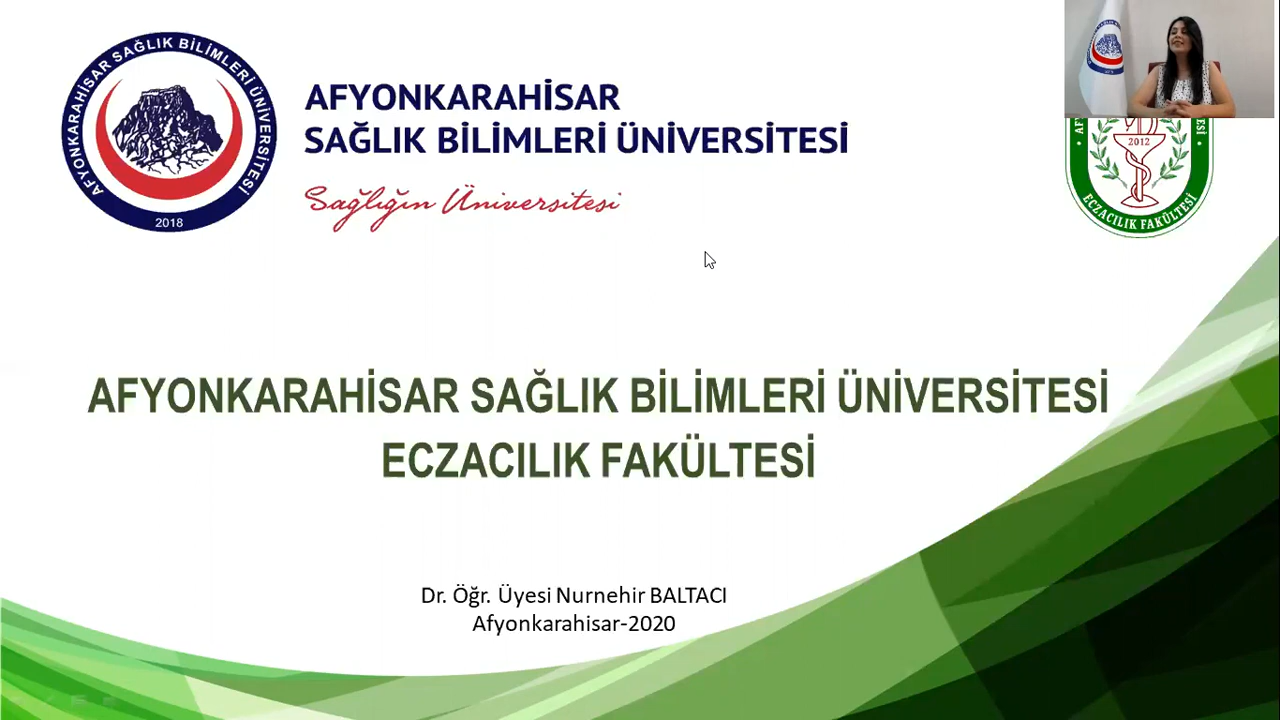 AFYONKARAHİSAR SAĞLIK BİLİMLERİ ÜNİVERSİTESİ
2018
AFYONKARAHİSAR
SAĞLIK BİLİMLERİ ÜNİVERSİTESİ
Sağlığın Üniversitesi
2012
ECZACILIK FAKÜLTESİ
AFYONKARAHİSAR SAĞLIK BİLİMLERİ ÜNİVERSİTESİ
ECZACILIK FAKÜLTESİ
Dr. Öğr. Üyesi Nurnehir BALTACI
Afyonkarahisar-2020